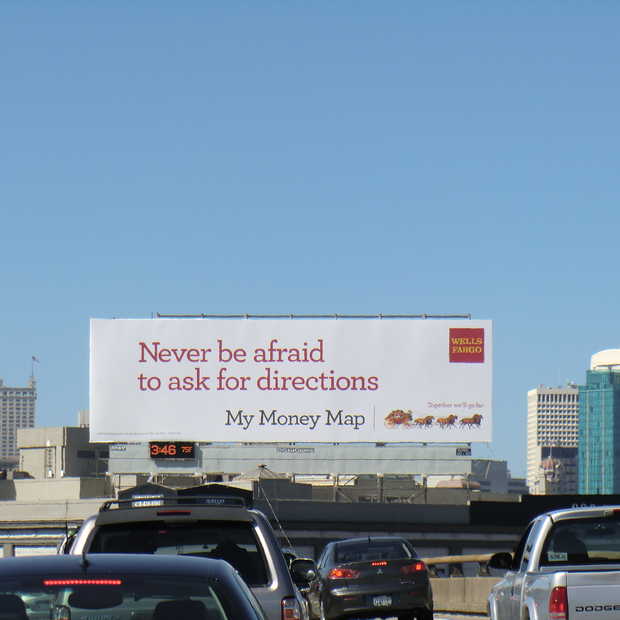 Never be afraid
to ask for directions
My Money Map
WELLS
FARGO
Together we'll go far
3:46 75F
DODGE